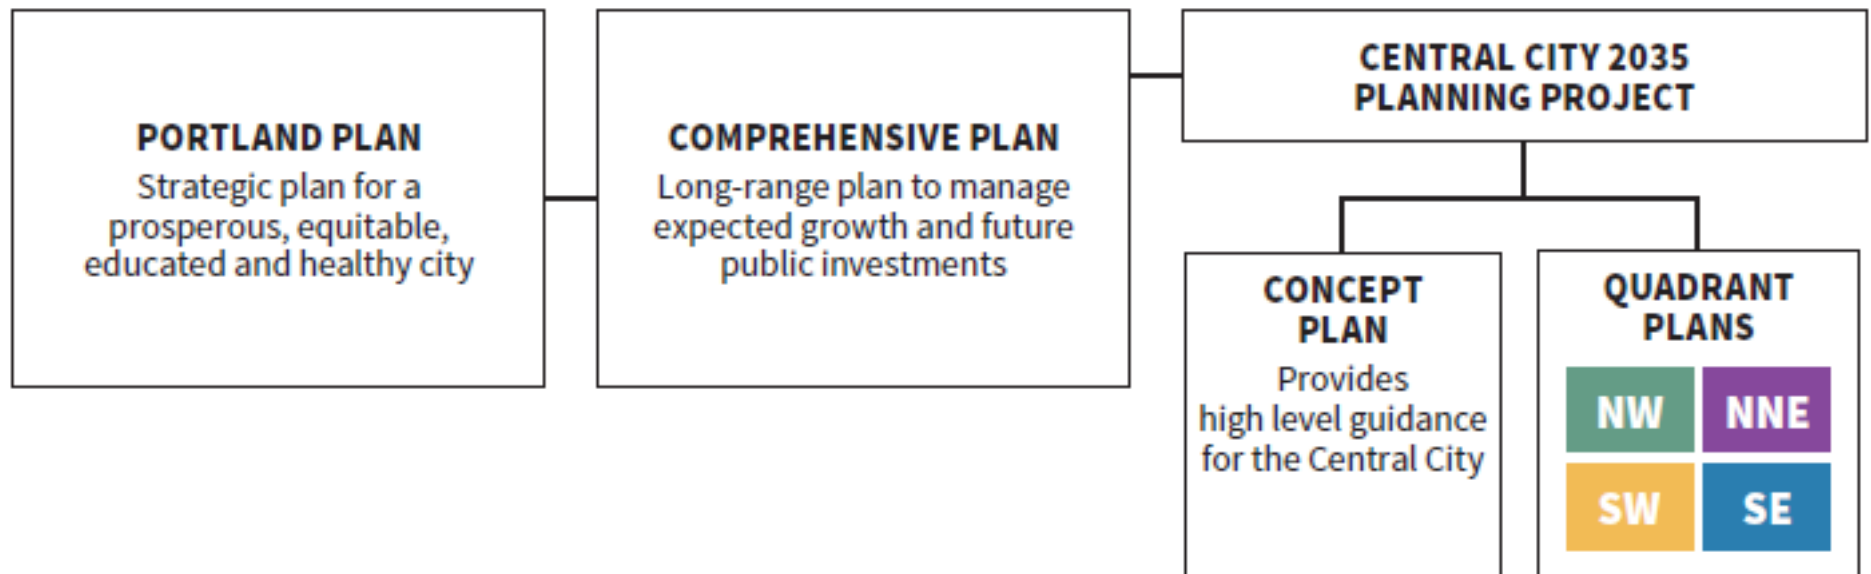 PORTLAND PLAN
Strategic plan for a
prosperous, equitable,
educated and healthy city
COMPREHENSIVE PLAN
Long-range plan to manage
expected growth and future
public investments
CENTRAL CITY 2035
PLANNING PROJECT
CONCEPT
PLAN
Provides
high level guidance
for the Central City
QUADRANT
PLANS
NW NNE
SW SE